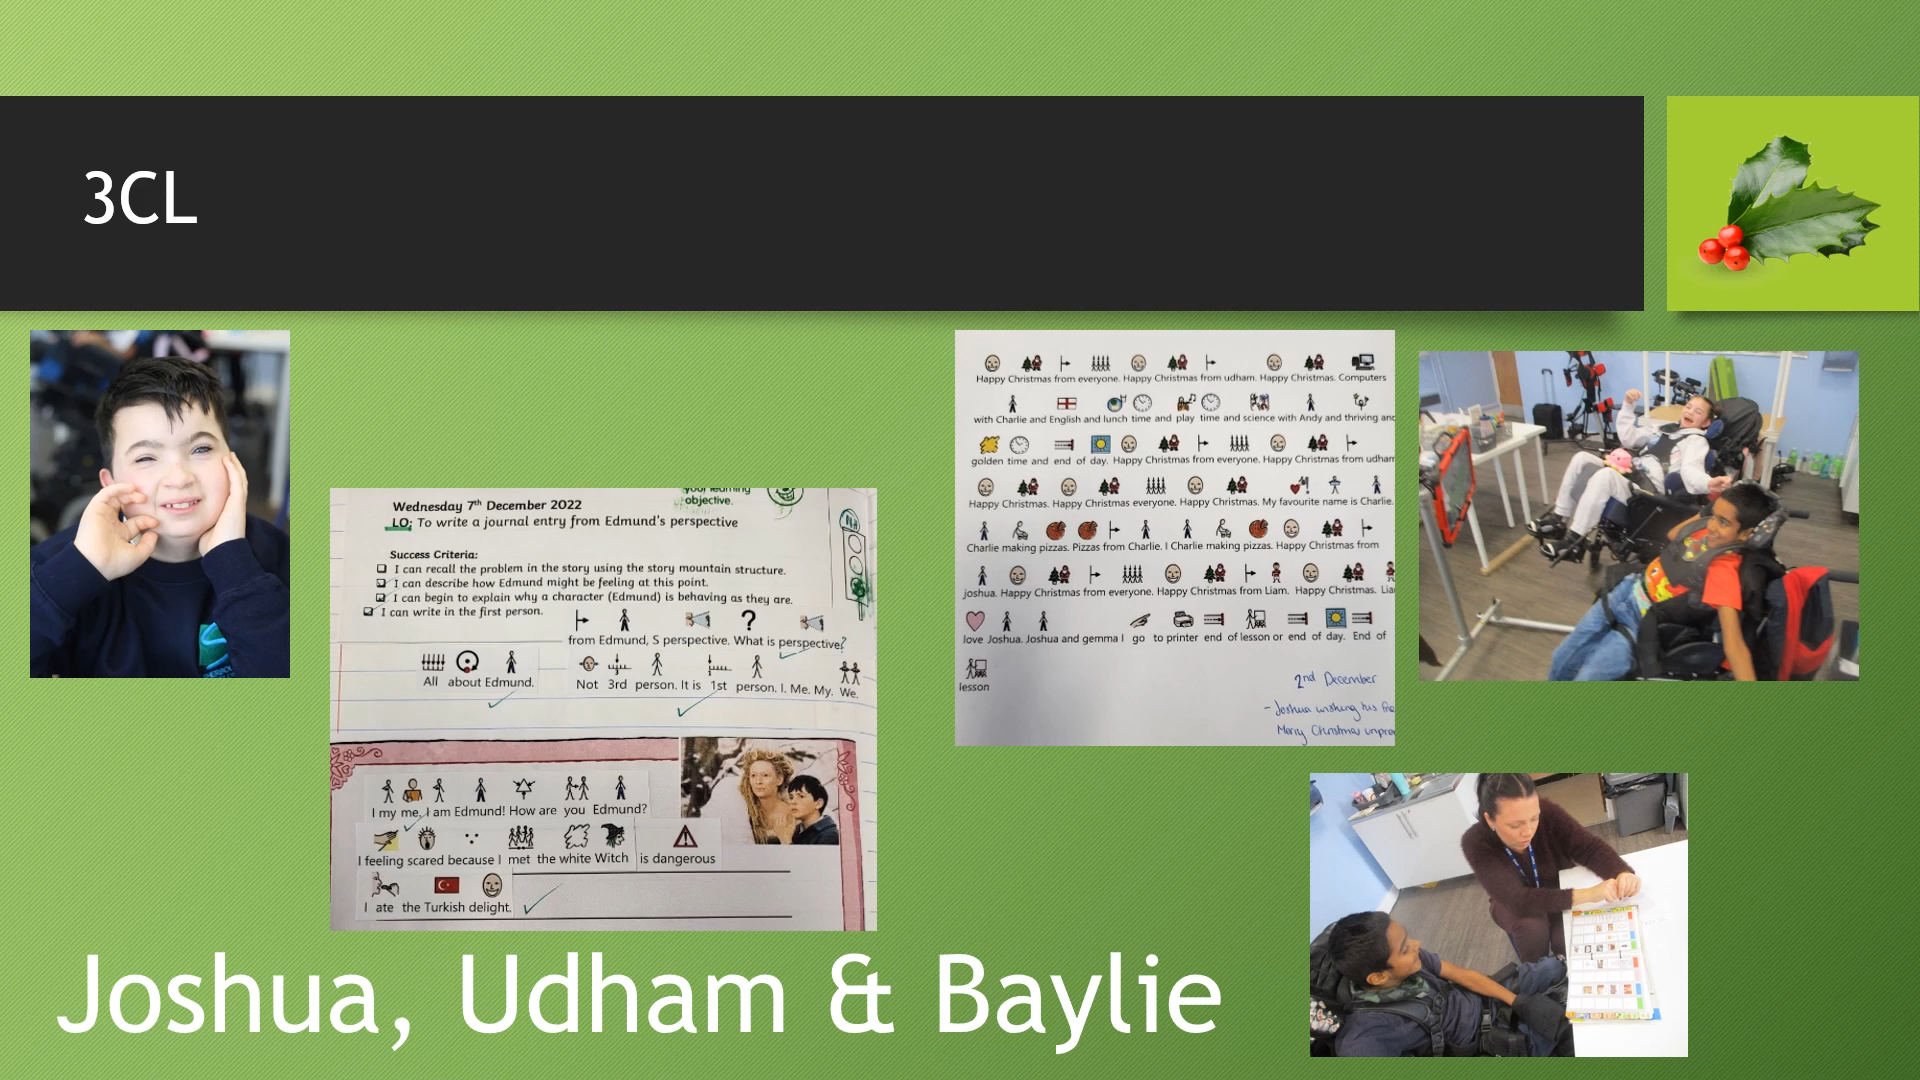 3CL
your learning
objective.
Wednesday 7th December 2022
LO: To write a journal entry from Edmund's perspective
Success Criteria:
I can recall the problem in the story using the story mountain structure.
I can describe how Edmund might be feeling at this point.
I can begin to explain why a character (Edmund) is behaving as they are.
I can write in the first person.
from Edmund, S perspective. What is perspective?
All about Edmund.
Not 3rd person. It is 1st person. I. Me. My. We.
I my me. I am Edmund! How are you Edmund?
I feeling scared because I met the white Witch is dangerous
I ate the Turkish delight.
Happy Christmas from everyone. Happy Christmas from udham. Happy Christmas. Computers
with Charlie and English and lunch time and play time and science with Andy and thriving and
golden time and end of day. Happy Christmas from everyone. Happy Christmas from udham
Happy Christmas. Happy Christmas everyone. Happy Christmas. My favourite name is Charlie.
Charlie making pizzas. Pizzas from Charlie. I Charlie making pizzas. Happy Christmas from
joshua. Happy Christmas from everyone. Happy Christmas from Liam. Happy Christmas. Lia
love Joshua. Joshua and gemma I go to printer end of lesson or end of day. End of
lesson
2nd December
- Joshua wishing his
Merry Christmas
Joshua, Udham & Baylie